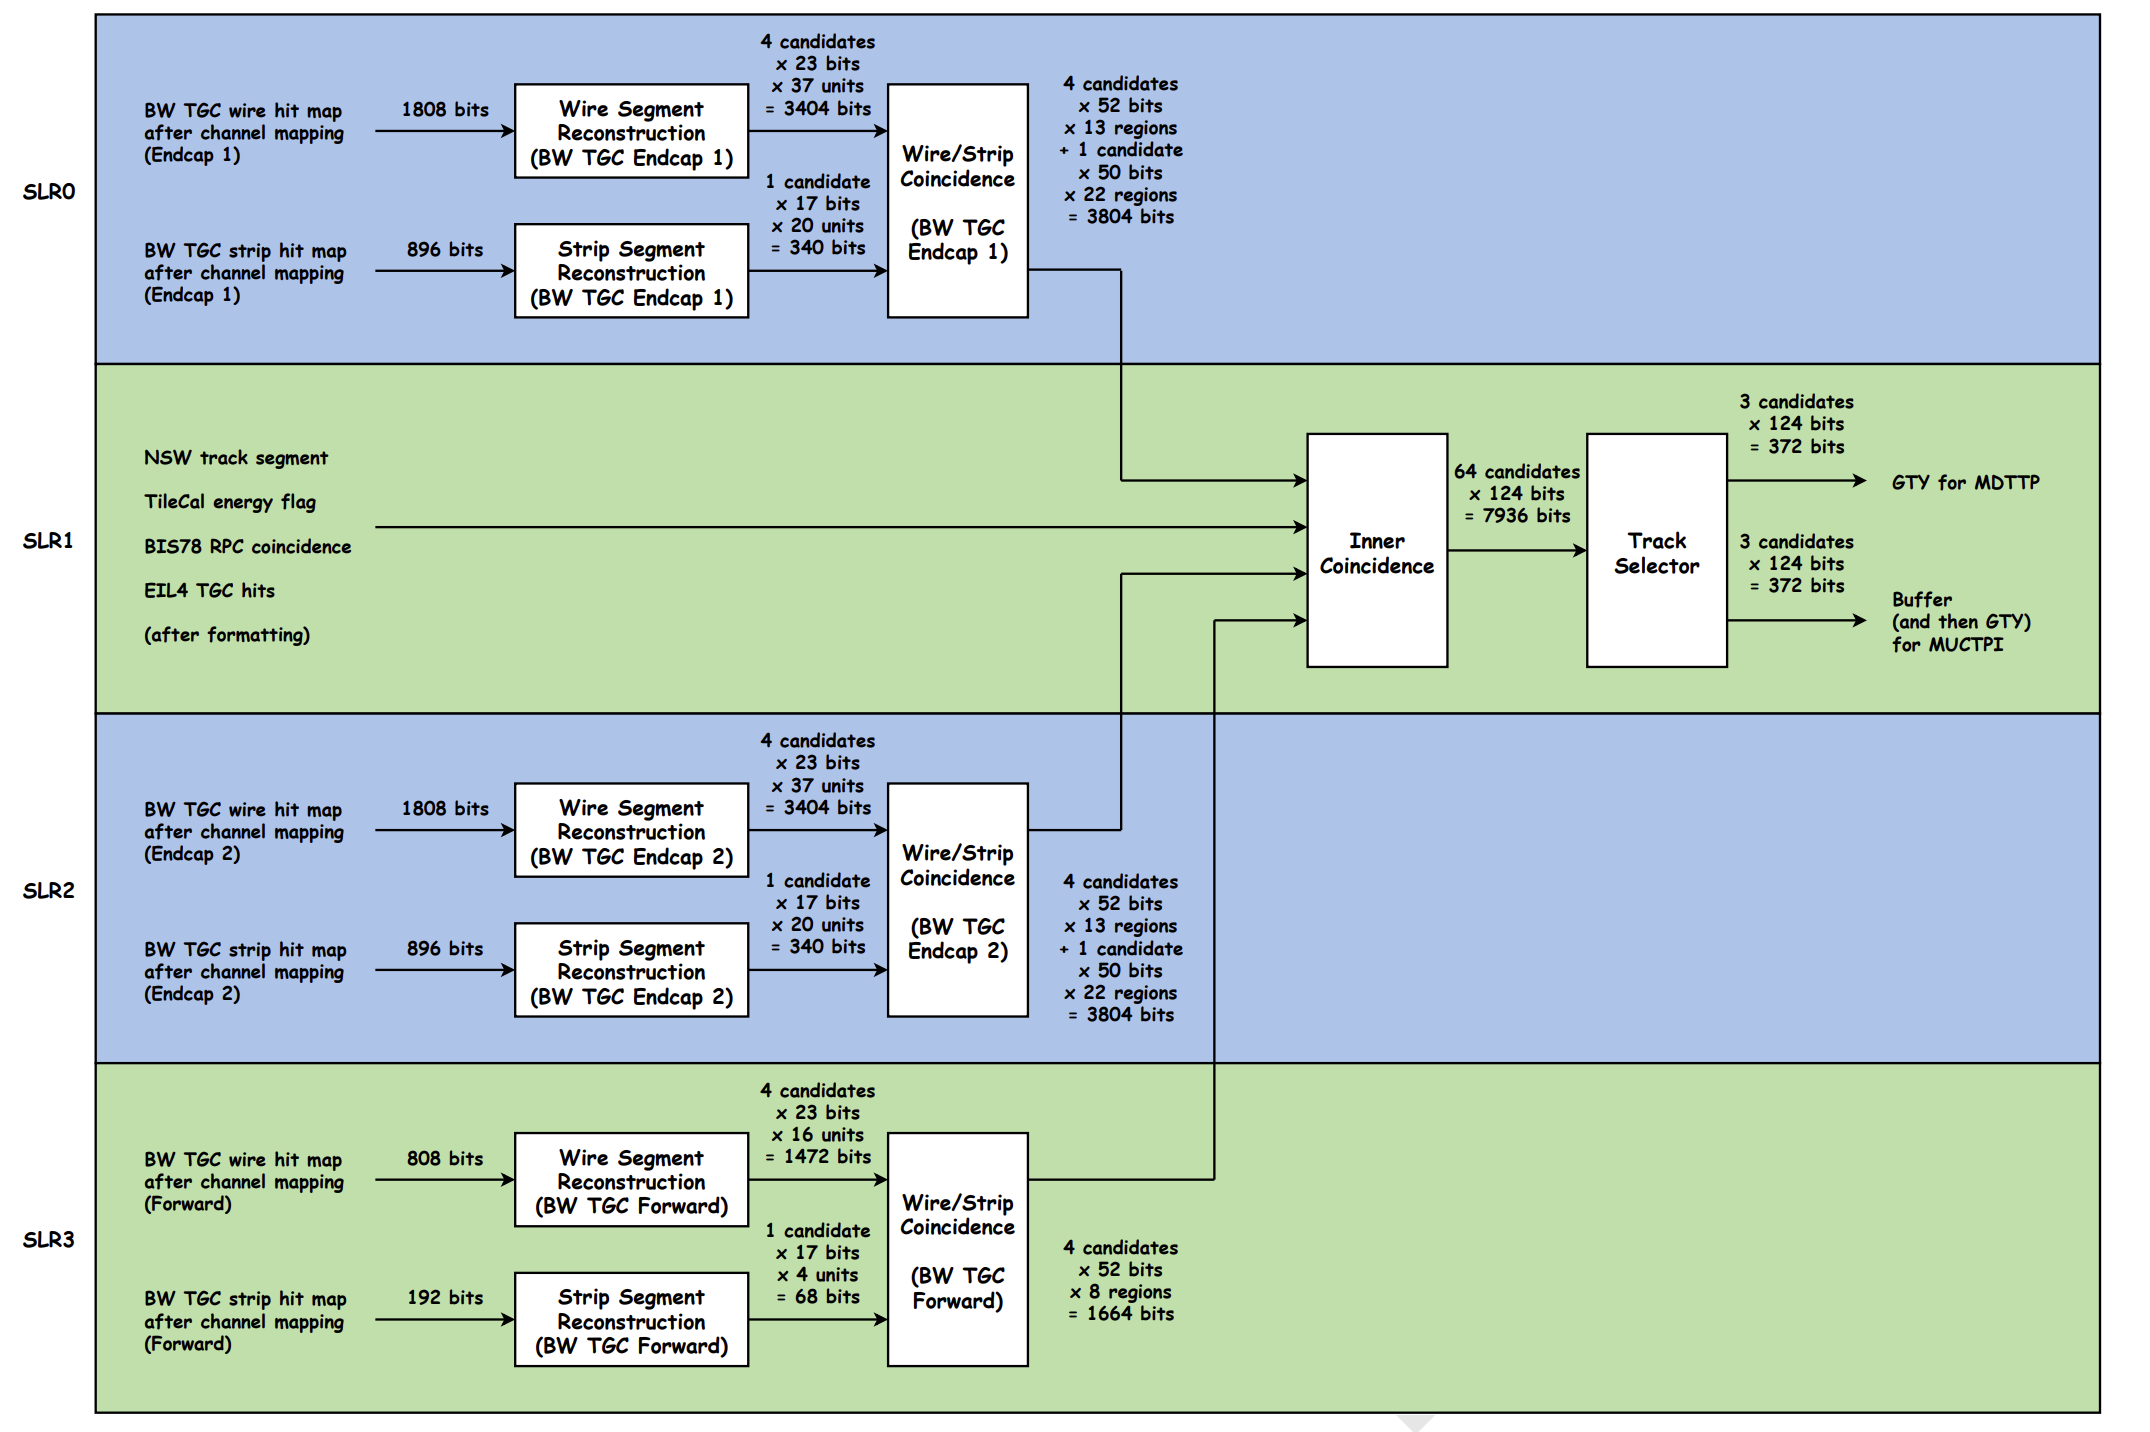 SLR0
BW TGC wire hit map
after channel mapping
(Endcap 1)
1808 bits
Wire Segment
Reconstruction
(BW TGC Endcap 1)
4 candidates
x 23 bits
x 37 units
= 3404 bits
BW TGC strip hit map
after channel mapping
(Endcap 1)
896 bits
Strip Segment
Reconstruction
(BW TGC Endcap 1)
1 candidate
x 17 bits
x 20 units
= 340 bits
Wire/Strip
Coincidence
(BW TGC
Endcap 1)
4 candidates
x 52 bits
x 13 regions
+ 1 candidate
x 50 bits
x 22 regions
= 3804 bits
SLR1
NSW track segment
TileCal energy flag
BIS78 RPC coincidence
EIL4 TGC hits
(after formatting)
Inner
Coincidence
64 candidates
x 124 bits
= 7936 bits
Track
Selector
3 candidates
x 124 bits
= 372 bits
GTY for MDTTP
3 candidates
x 124 bits
= 372 bits
Buffer
(and then GTY)
for MUCTPI
SLR2
BW TGC wire hit map
after channel mapping
(Endcap 2)
1808 bits
Wire Segment
Reconstruction
(BW TGC Endcap 2)
4 candidates
x 23 bits
x 37 units
= 3404 bits
BW TGC strip hit map
after channel mapping
(Endcap 2)
896 bits
Strip Segment
Reconstruction
(BW TGC Endcap 2)
1 candidate
x 17 bits
x 20 units
= 340 bits
Wire/Strip
Coincidence
(BW TGC
Endcap 2)
4 candidates
x 52 bits
x 13 regions
+ 1 candidate
x 50 bits
x 22 regions
= 3804 bits
SLR3
BW TGC wire hit map
after channel mapping
(Forward)
808 bits
Wire Segment
Reconstruction
(BW TGC Forward)
4 candidates
x 23 bits
x 16 units
= 1472 bits
BW TGC strip hit map
after channel mapping
(Forward)
192 bits
Strip Segment
Reconstruction
(BW TGC Forward)
1 candidate
x 17 bits
x 4 units
= 68 bits
Wire/Strip
Coincidence
(BW TGC
Forward)
4 candidates
x 52 bits
x 8 regions
= 1664 bits